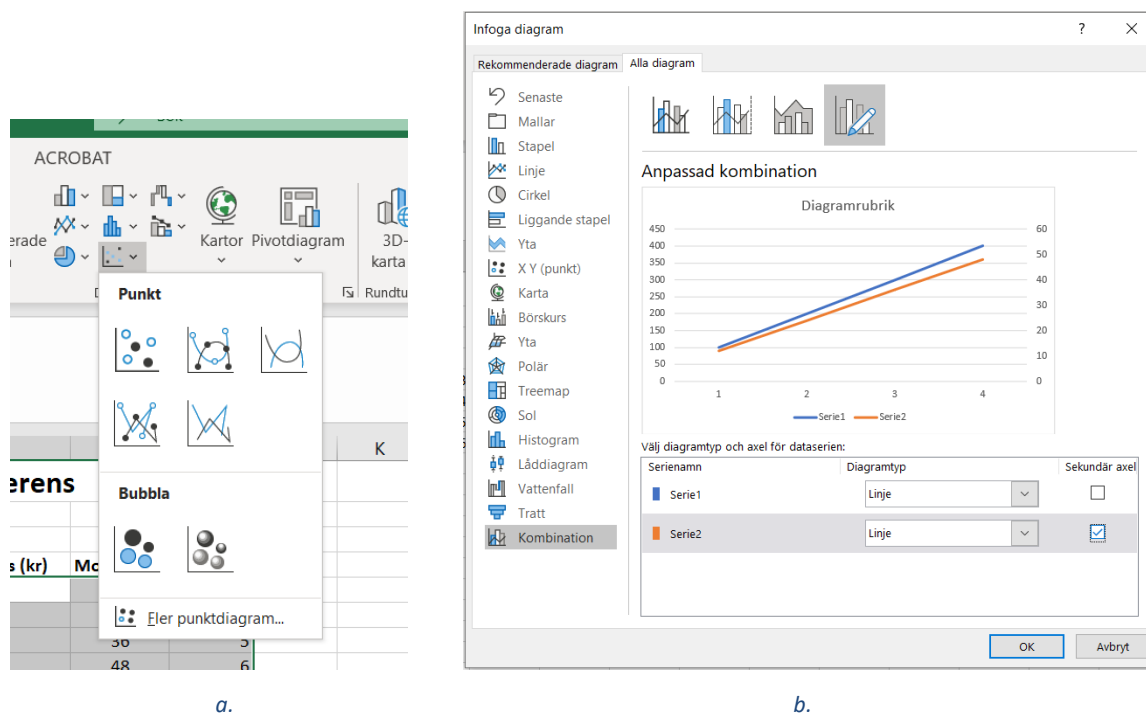 ACROBAT
Kartor
Pivotdiagram
3D-
karta
Rundtu
Punkt
Bubbla
Fler punktdiagram...
K
erens
s (kr)
Mo
36 5
48 6
a.
Infoga diagram
?
Rekommenderade diagram
Alla diagram
Senaste
Mallar
Stapel
Linje
Cirkel
Liggande stapel
Yta
X Y (punkt)
Karta
Börskurs
Yta
Polär
Treemap
Sol
Histogram
Låddiagram
Vattenfall
Tratt
Kombination
Anpassad kombination
Diagramrubrik
450
400
350
300
250
200
150
100
50
0
60
50
40
30
20
10
0
1 2 3 4
Serie1 Serie2
Välj diagramtyp och axel för dataserien:
Serienamn Diagramtyp Sekundär axel
Serie1 Linje
Serie2 Linje
OK Avbryt
b.